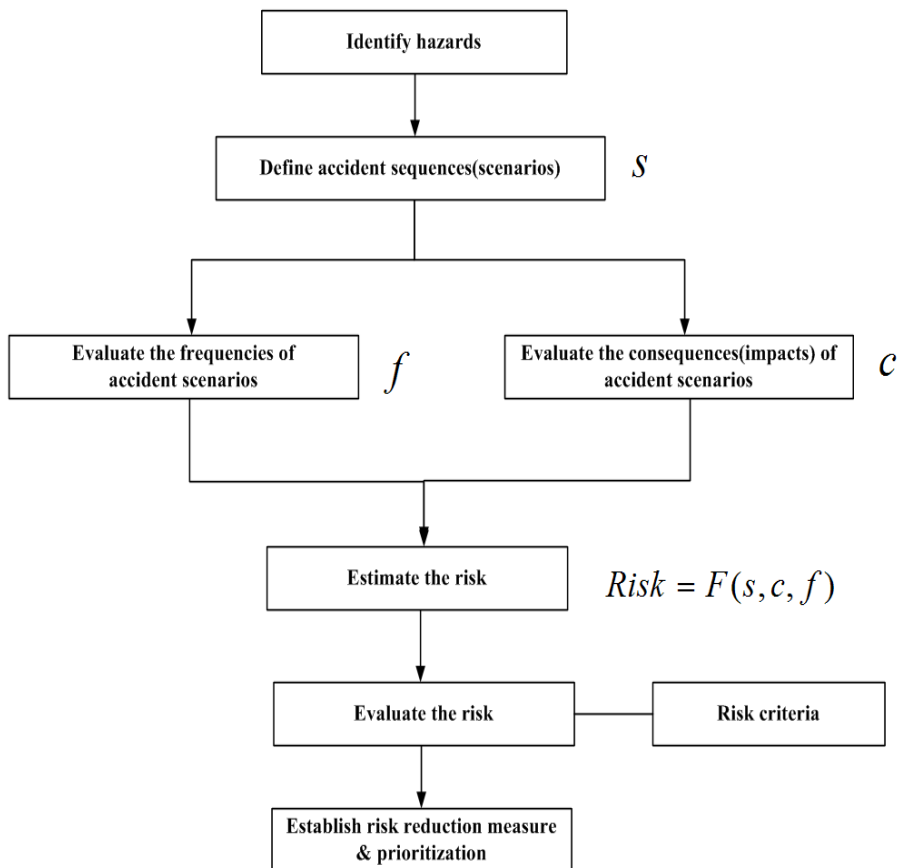 Identify hazards
Define accident sequences(scenarios)
s
Evaluate the frequencies of
accident scenarios
f
Evaluate the consequences(impacts) of
accident scenarios
c
Estimate the risk
Risk = F(s, c, f)
Evaluate the risk
Risk criteria
Establish risk reduction measure
& prioritization